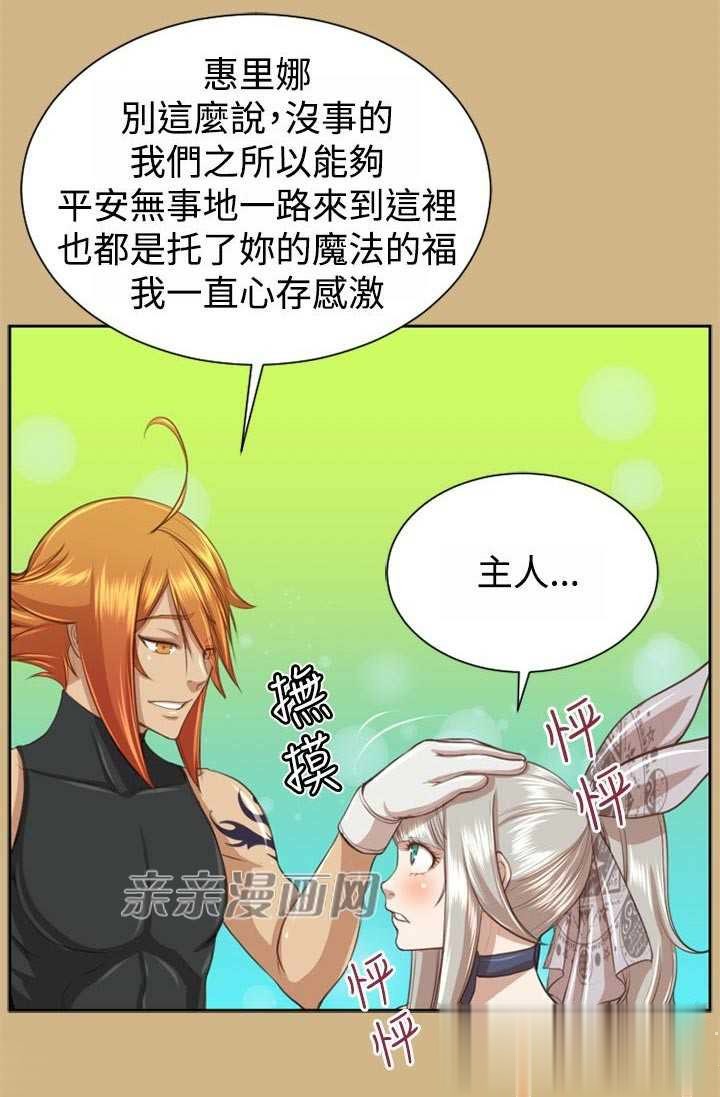 惠里娜
別這麼說，沒事的
我們之所以能夠
平安無事地一路來到這裡
也都是托了妳的魔法的福
我一直心存感激
主人...
撫
摸
怦
怦
亲亲漫画网
怦
怦